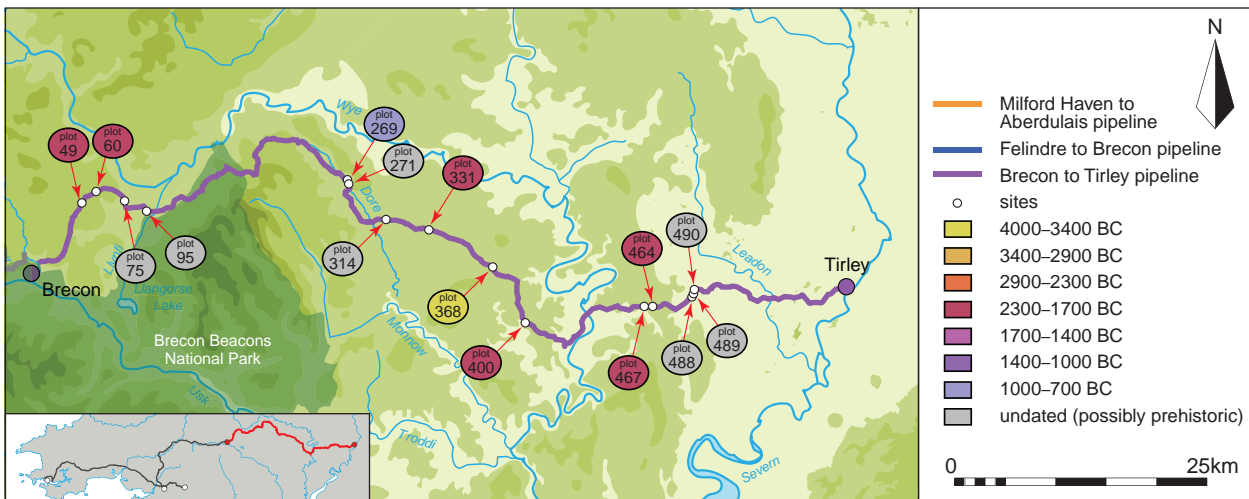 plot
49
plot
60
plot
75
plot
95
plot
269
plot
271
plot
314
plot
331
plot
368
plot
400
plot
464
plot
467
plot
490
plot
488
plot
489
Wye
Dore
Llynfi
Llangorse
Lake
Brecon
Brecon Beacons
National Park
Usk
Monnow
Troddi
Severn
Leadon
Tirley
N
Milford Haven to
Aberdulais pipeline
Felindre to Brecon pipeline
Brecon to Tirley pipeline
sites
4000–3400 BC
3400–2900 BC
2900–2300 BC
2300–1700 BC
1700–1400 BC
1400–1000 BC
1000–700 BC
undated (possibly prehistoric)
0
25km